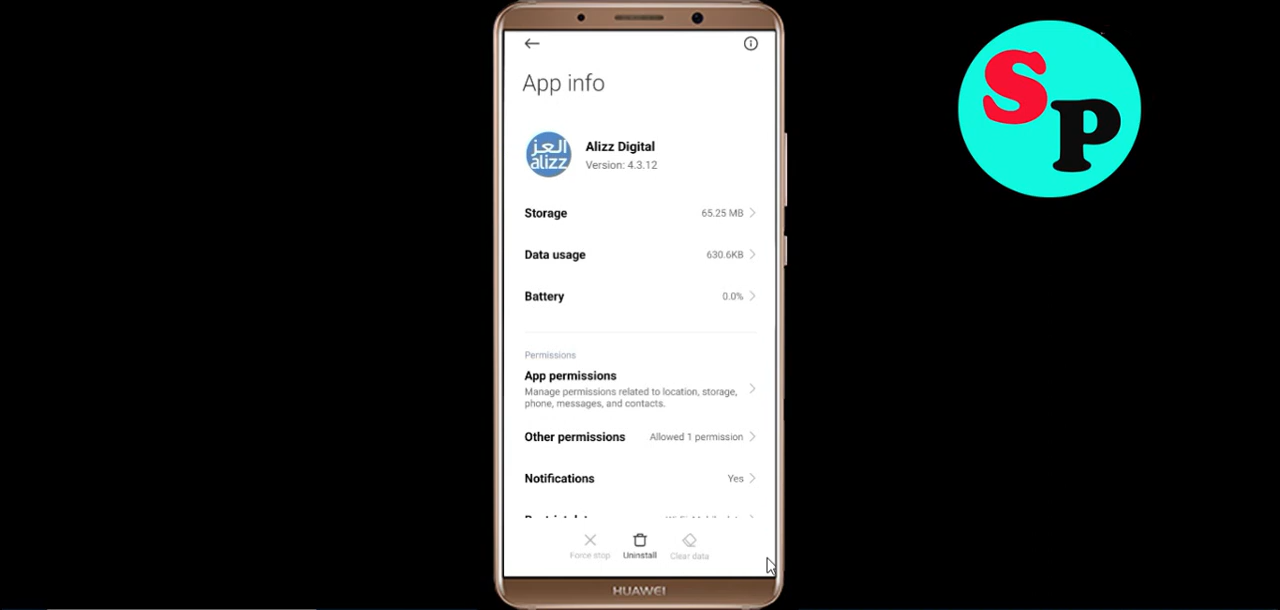 App info
العز
alizz
Alizz Digital
Version: 4.3.12
Storage 65.25 MB
Data usage 630.6KB
Battery 0.0%
Permissions
App permissions
Manage permissions related to location, storage,
phone, messages, and contacts.
Other permissions Allowed 1 permission
Notifications Yes
Force stop Uninstall Clear data
HUAWEI
SP